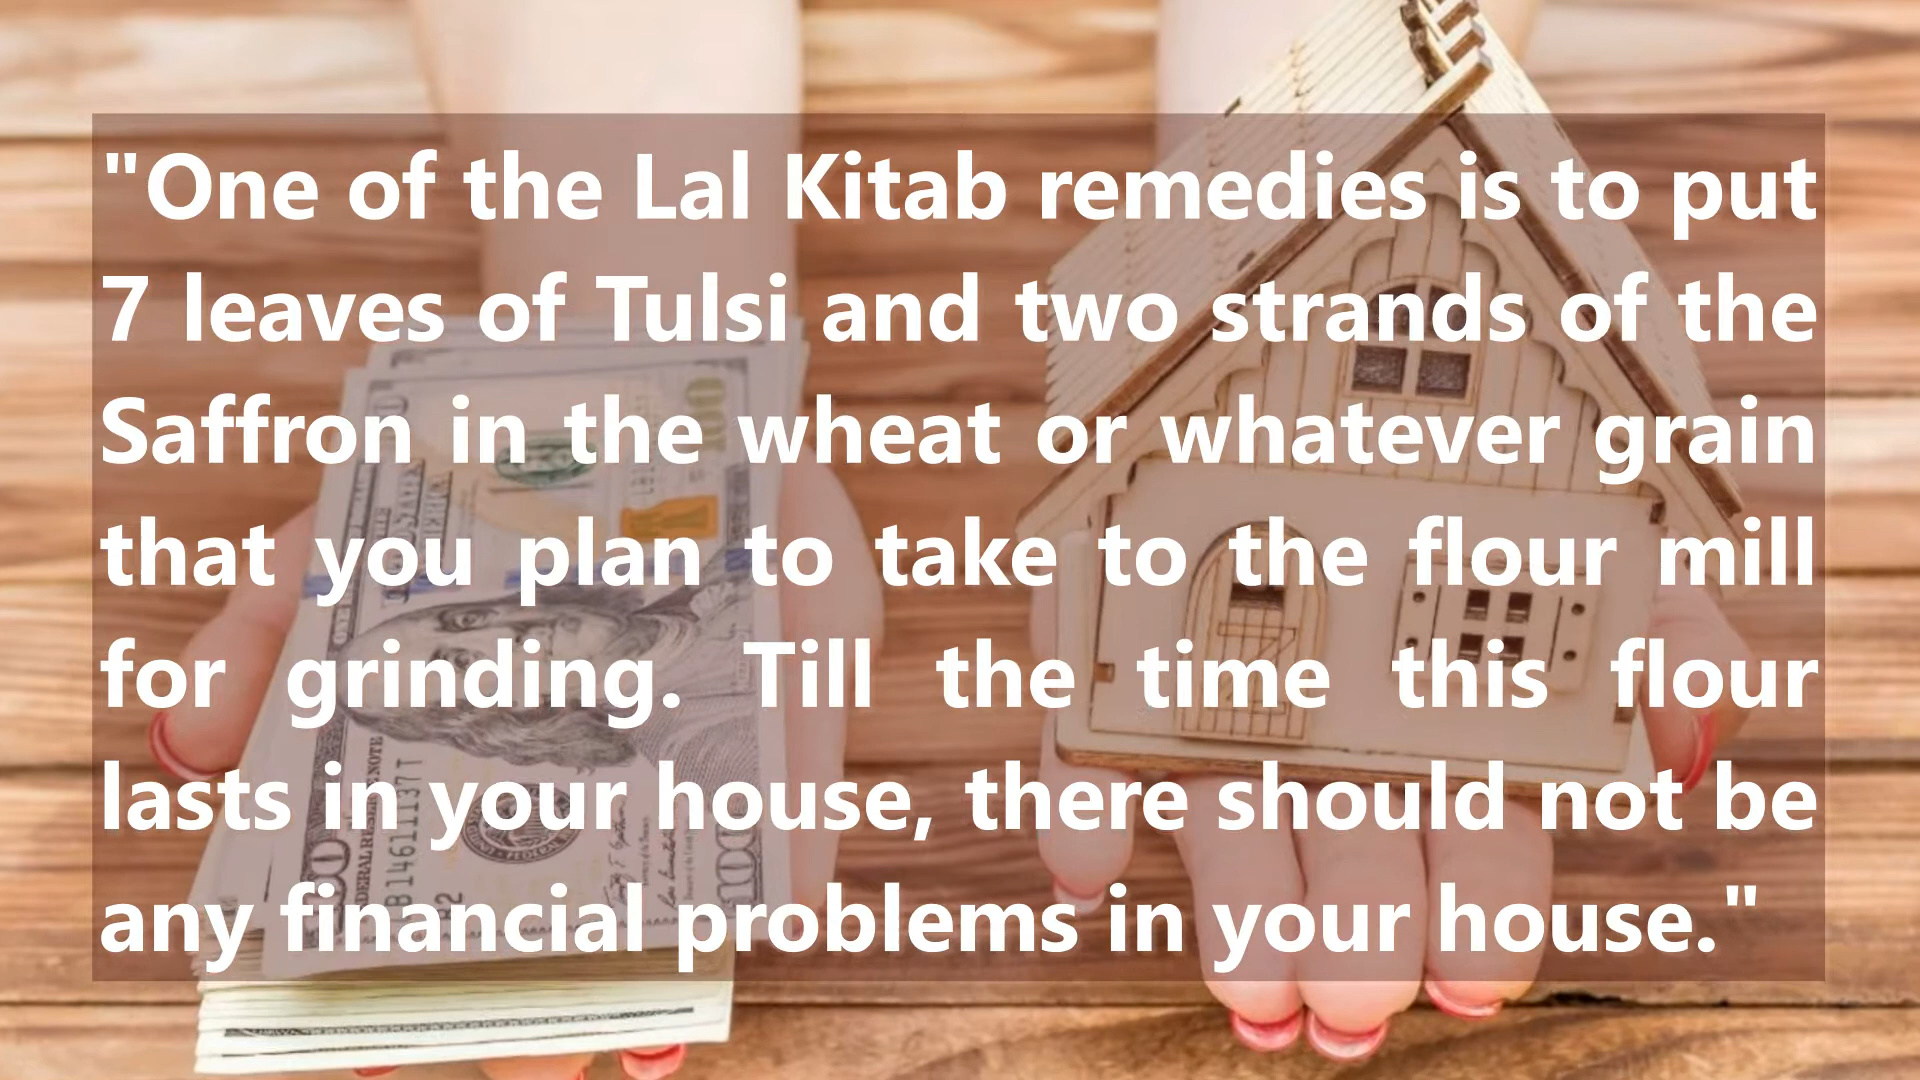 "One of the Lal Kitab remedies is to put
7 leaves of Tulsi and two strands of the
Saffron in the wheat or whatever grain
that you plan to take to the flour mill
for grinding. Till the time this flour
lasts in your house, there should not be
any financial problems in your house."